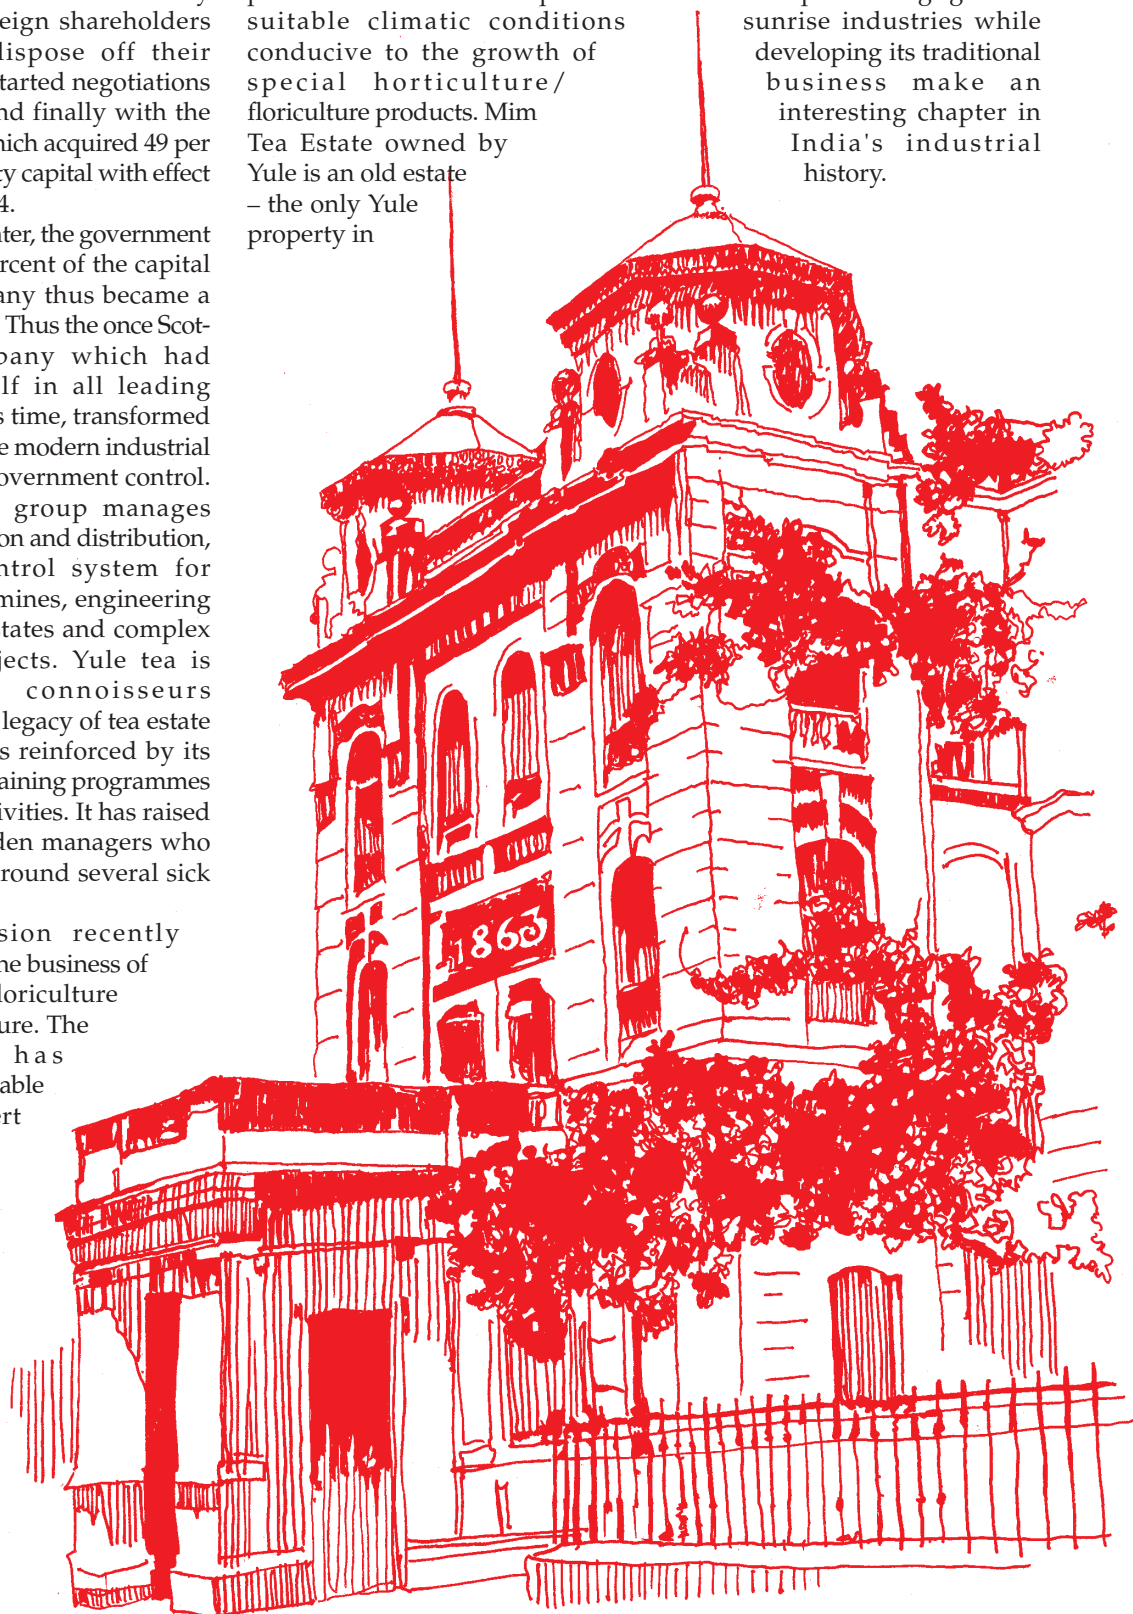 eign shareholders
dispose off their
tarted negotiations
nd finally with the
hich acquired 49 per
ty capital with effect
4.
ter, the government
rcent of the capital
any thus became a
Thus the once Scot-
pany which had
lf in all leading
s time, transformed
e modern industrial
overnment control.
group manages
on and distribution,
ntrol system for
mines, engineering
states and complex
jects. Yule tea is
connoisseurs
legacy of tea estate
s reinforced by its
aining programmes
ivities. It has raised
den managers who
round several sick
sion recently
ne business of
loriculture
ure. The
has
able
ert
suitable climatic conditions
conducive to the growth of
special horticulture/
floriculture products. Mim
Tea Estate owned by
Yule is an old estate
– the only Yule
property in
sunrise industries while
developing its traditional
business make an
interesting chapter in
India's industrial
history.
1863